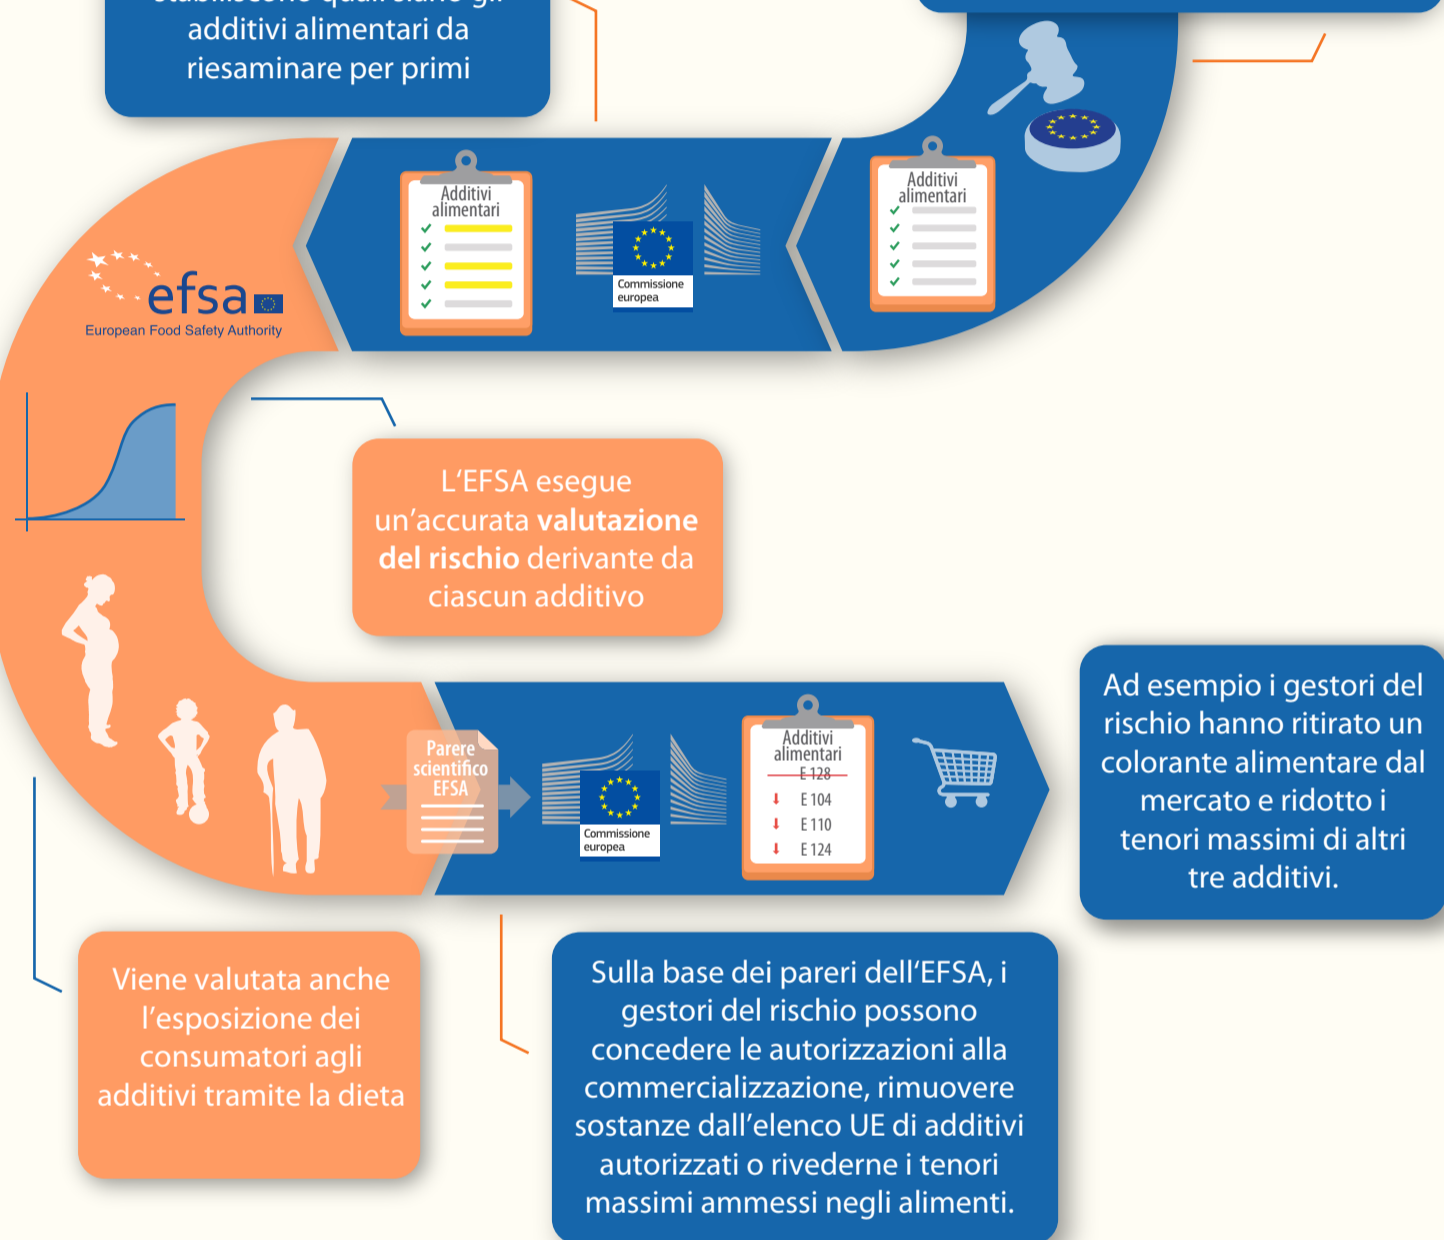 additivi alimentari da
riesaminare per primi
Additivi
alimentari
Commissione
europea
Additivi
alimentari
efsa
European Food Safety Authority
L'EFSA esegue
un'accurata valutazione
del rischio derivante da
ciascun additivo
Parere
scientifico
EFSA
Commissione
europea
Additivi
alimentari
E 128
E 104
E 110
E 124
Ad esempio i gestori del
rischio hanno ritirato un
colorante alimentare dal
mercato e ridotto i
tenori massimi di altri
tre additivi.
Viene valutata anche
l'esposizione dei
consumatori agli
additivi tramite la dieta
Sulla base dei pareri dell'EFSA, i
gestori del rischio possono
concedere le autorizzazioni alla
commercializzazione, rimuovere
sostanze dall'elenco UE di additivi
autorizzati o rivederne i tenori
massimi ammessi negli alimenti.